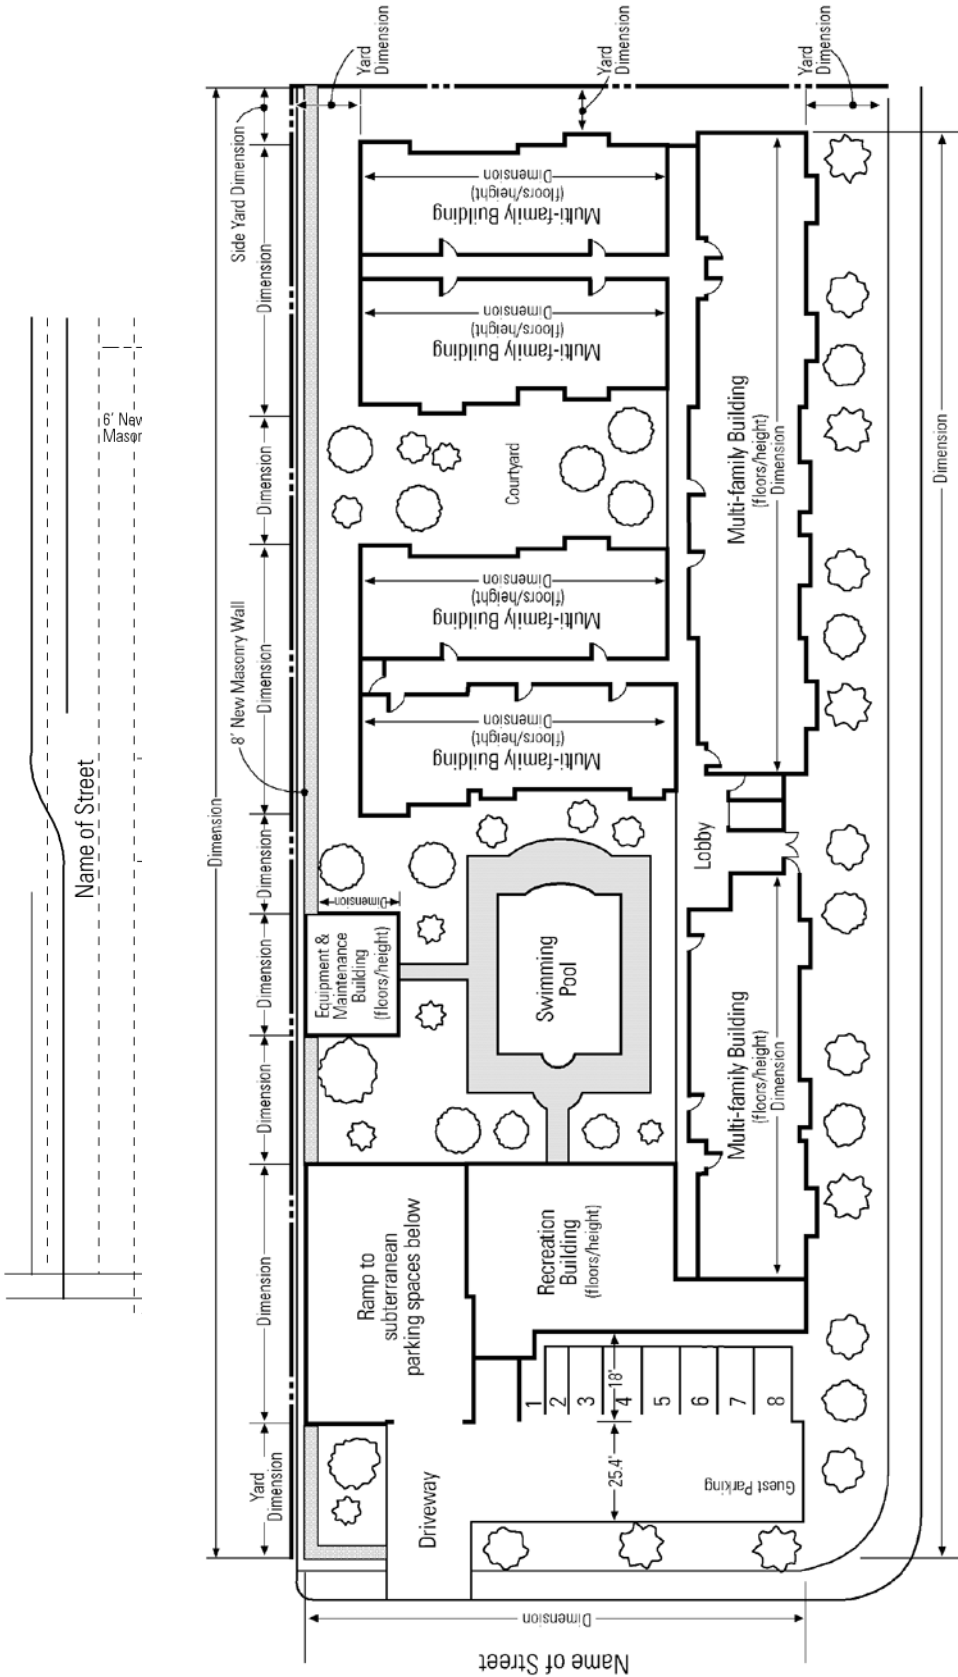 Yard
Dimension
Yard
Dimension
Yard
Dimension
Side Yard Dimension
Dimension
Dimension
(floors/height)
Multi-family Building
Dimension
(floors/height)
Multi-family Building
6' New
Mason
Dimension
Courtyard
Multi-family Building
(floors/height)
Dimension
Dimension
8' New Masonry Wall
Dimension
Dimension
(floors/height)
Multi-family Building
Dimension
(floors/height)
Multi-family Building
Name of Street
Dimension
Dimension
Lobby
Dimension
Equipment &
Maintenance
Building
(floors/height)
Dimension
Swimming
Pool
Dimension
Multi-family Building
(floors/height)
Dimension
Dimension
Ramp to
subterranean
parking spaces below
Recreation
Building
(floors/height)
18'
1
2
3
4
5
6
7
8
25.4'
Guest Parking
Yard
Dimension
Driveway
Dimension
Name of Street